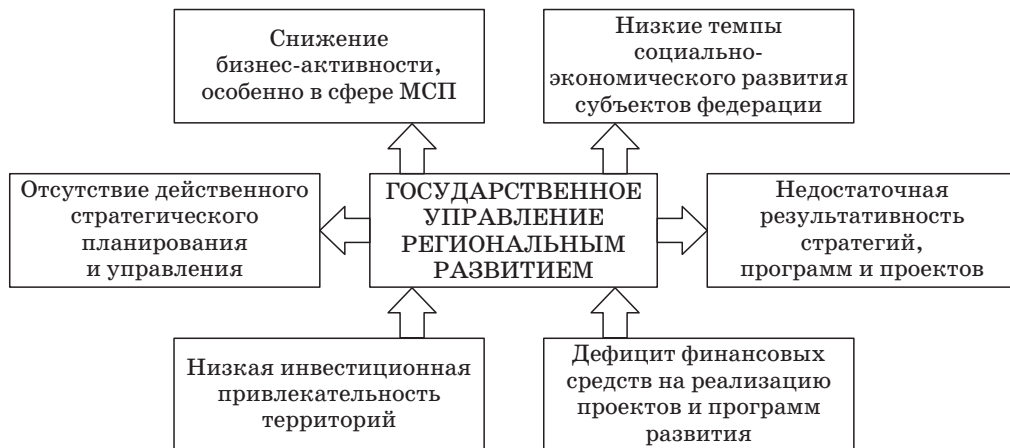 Снижение
бизнес-активности,
особенно в сфере МСП
Низкие темпы
социально-
экономического развития
субъектов федерации
Отсутствие действенного
стратегического
планирования
и управления
ГОСУДАРСТВЕННОЕ
УПРАВЛЕНИЕ
РЕГИОНАЛЬНЫМ
РАЗВИТИЕМ
Недостаточная
результативность
стратегий,
программ и проектов
Низкая инвестиционная
привлекательность
территорий
Дефицит финансовых
средств на реализацию
проектов и программ
развития